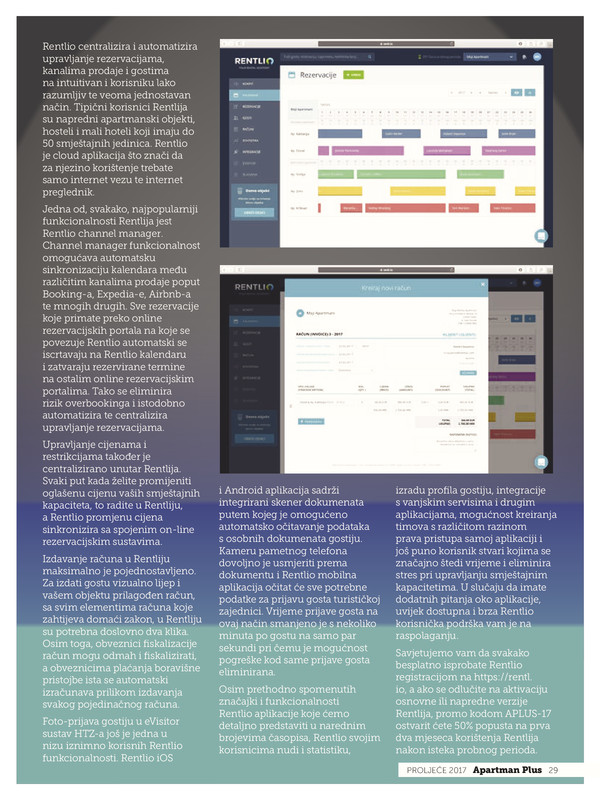 Rentlio centralizira i automatizira
upravljanje rezervacijama,
kanalima prodaje i gostima
na intuitivan i korisniku lako
razumljiv te veoma jednostavan
način. Tipični korisnici Rentlija
su napredni apartmanski objekti,
hosteli i mali hoteli koji imaju do
50 smještajnih jedinica. Rentlio
je cloud aplikacija što znači da
za njezino korištenje trebate
samo internet vezu te internet
preglednik.
Jedna od, svakako, najpopularniji
funkcionalnosti Rentlija jest
Rentlio channel manager.
Channel manager funkcionalnost
omogućava automatsku
sinkronizaciju kalendara među
različitim kanalima prodaje poput
Booking-a, Expedia-e, Airbnb-a
te mnogih drugih. Sve rezervacije
koje primate preko online
rezervacijskih portala na koje se
povezuje Rentlio automatski se
iscrtavaju na Rentlio kalendaru
i zatvaraju rezervirane termine
na ostalim online rezervacijskim
portalima. Tako se eliminira
rizik overbookinga i istodobno
automatizira te centralizira
upravljanje rezervacijama.
Upravljanje cijenama i
restrikcijama također je
centralizirano unutar Rentlija.
Svaki put kada želite promijeniti
oglašenu cijenu vaših smještajnih
kapaciteta, to radite u Rentliju,
a Rentlio promjenu cijena
sinkronizira sa spojenim on-line
rezervacijskim sustavima.
Izdavanje računa u Rentliju
maksimalno je pojednostavljeno.
Za izdati gostu vizualno lijep i
vašem objektu prilagođen račun,
sa svim elementima računa koje
zahtijeva domaći zakon, u Rentliju
su potrebna doslovno dva klika.
Osim toga, obveznici fiskalizacije
račun mogu odmah i fiskalizirati,
a obveznicima plaćanja boravišne
pristojbe ista se automatski
izračunava prilikom izdavanja
svakog pojedinačnog računa.
Foto-prijava gostiju u eVisitor
sustav HTZ-a još je jedna u
nizu iznimno korisnih Rentlio
funkcionalnosti. Rentlio iOS
RENTLIO
Rezervacije
RENTLIO
Kreiraj novi račun
Moji Apartmani
RAČUN (INVOICE) 2 - 2017
i Android aplikacija sadrži
integrirani skener dokumenata
putem kojeg je omogućeno
automatsko očitavanje podataka
s osobnih dokumenata gostiju.
Kameru pametnog telefona
dovoljno je usmjeriti prema
dokumentu i Rentlio mobilna
aplikacija očitat će sve potrebne
podatke za prijavu gosta turističkoj
zajednici. Vrijeme prijave gosta na
ovaj način smanjeno je s nekoliko
minuta po gostu na samo par
sekundi pri čemu je mogućnost
pogreške kod same prijave gosta
eliminirana.
Osim prethodno spomenutih
značajki i funkcionalnosti
Rentlio aplikacije koje ćemo
detaljno predstaviti u narednim
brojevima časopisa, Rentlio svojim
korisnicima nudi i statistiku,
izradu profila gostiju, integracije
s vanjskim servisima i drugim
aplikacijama, mogućnost kreiranja
timova s različitom razinom
prava pristupa samoj aplikaciji i
još puno korisnik stvari kojima se
značajno štedi vrijeme i eliminira
stres pri upravljanju smještajnim
kapacitetima. U slučaju da imate
dodatnih pitanja oko aplikacije,
uvijek dostupna i brza Rentlio
korisnička podrška vam je na
raspolaganju.
Savjetujemo vam da svakako
besplatno isprobate Rentlio
registracijom na https://rentl.
io, a ako se odlučite na aktivaciju
osnovne ili napredne verzije
Rentlija, promo kodom APLUS-17
ostvarit ćete 50% popusta na prva
dva mjeseca korištenja Rentlija
nakon isteka probnog perioda.
PROLJEĆE 2017 Apartman Plus 29